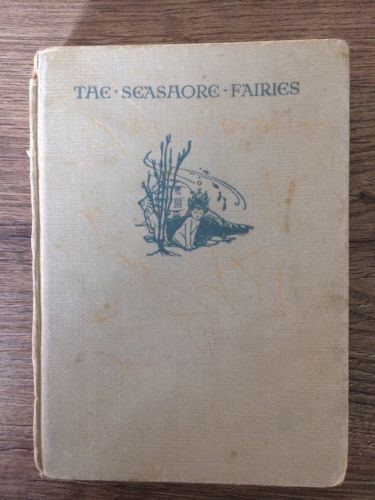 THE · SEASHORE · FAIRIES